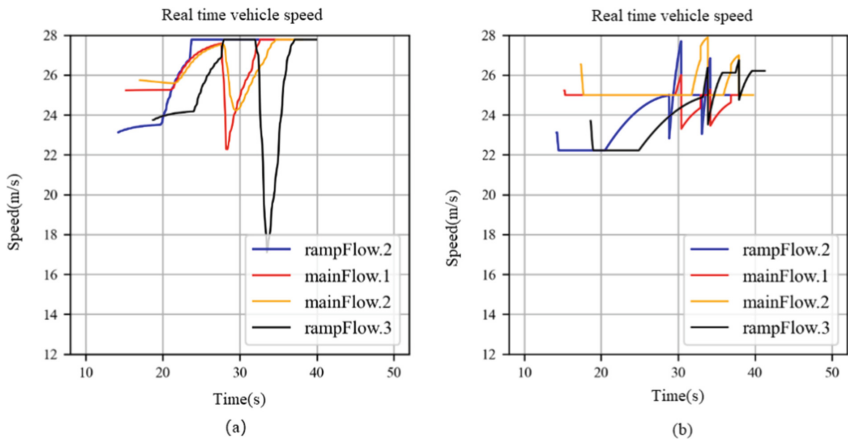 Real time vehicle speed
28
26
24
22
20
18
16
14
12
Speed(m/s)
rampFlow.2
mainFlow.1
mainFlow.2
rampFlow.3
10 20 30 40 50
Time(s)
(a)
Real time vehicle speed
28
26
24
22
20
18
16
14
12
Speed(m/s)
rampFlow.2
mainFlow.1
mainFlow.2
rampFlow.3
10 20 30 40 50
Time(s)
(b)